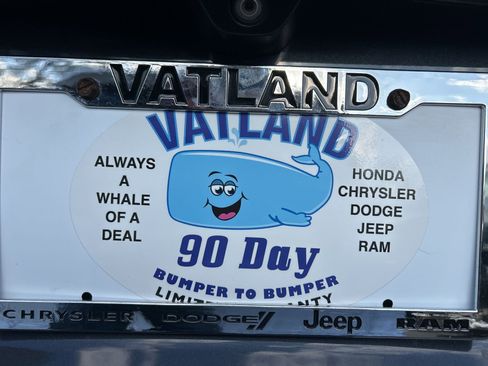 VATLAND
VATLAND
ALWAYS
A
WHALE
OF A
DEAL
HONDA
CHRYSLER
DODGE
JEEP
RAM
90 Day
BUMPER TO BUMPER
CHRYSLER DODGE Jeep RAM